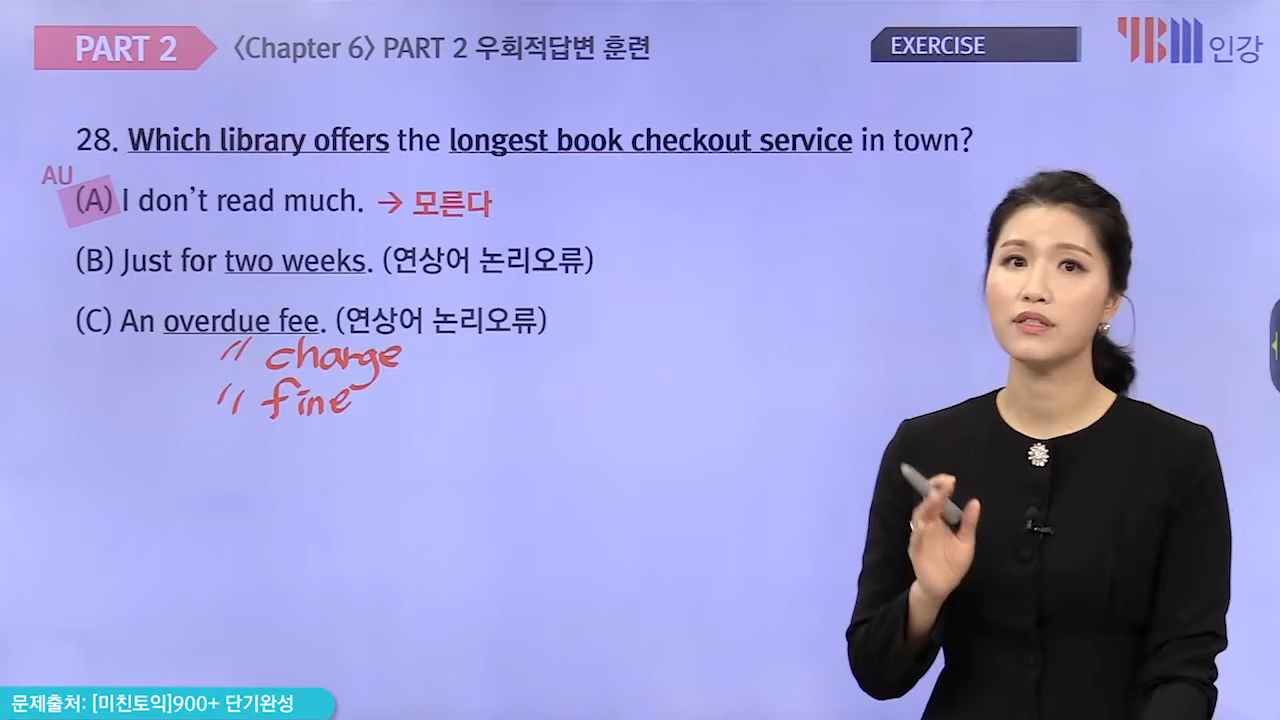 PART 2 〈Chapter 6〉 PART 2 우회적답변 훈련 EXERCISE YBM 인강
28. Which library offers the longest book checkout service in town?
AU
(A) I don't read much. → 모른다
(B) Just for two weeks. (연상어 논리오류)
(C) An overdue fee. (연상어 논리오류)
〃 charge
〃 fine
문제출처: [미친토익]900+ 단기완성